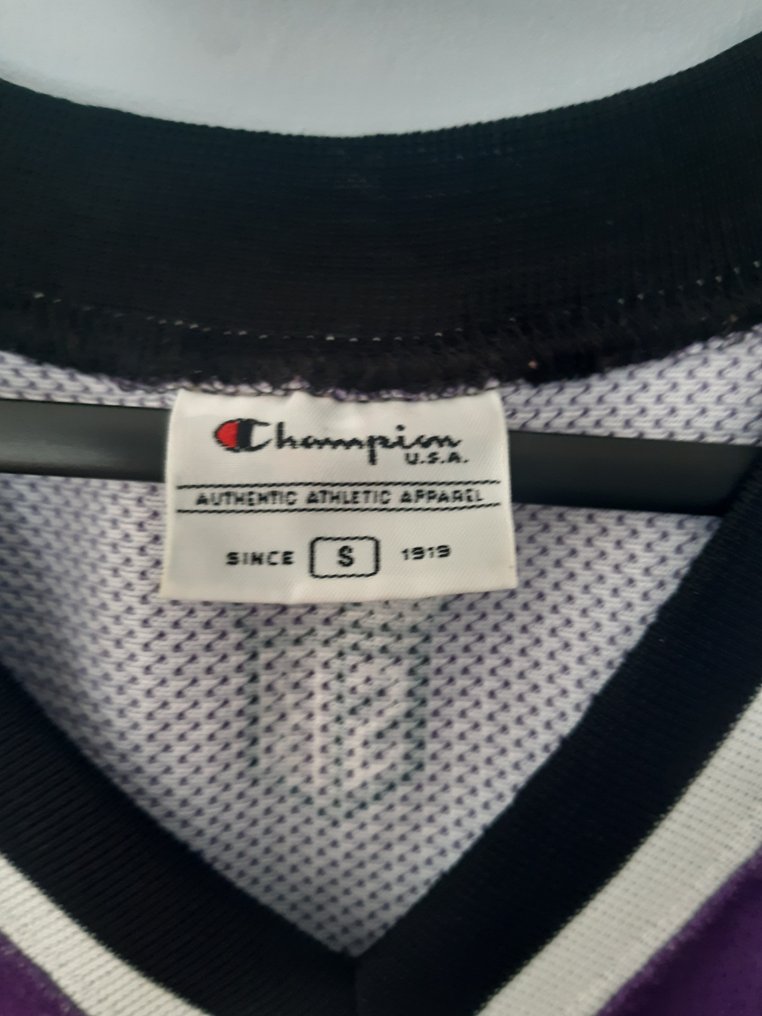 Champion
U.S.A.
AUTHENTIC ATHLETIC APPAREL
SINCE S 1919